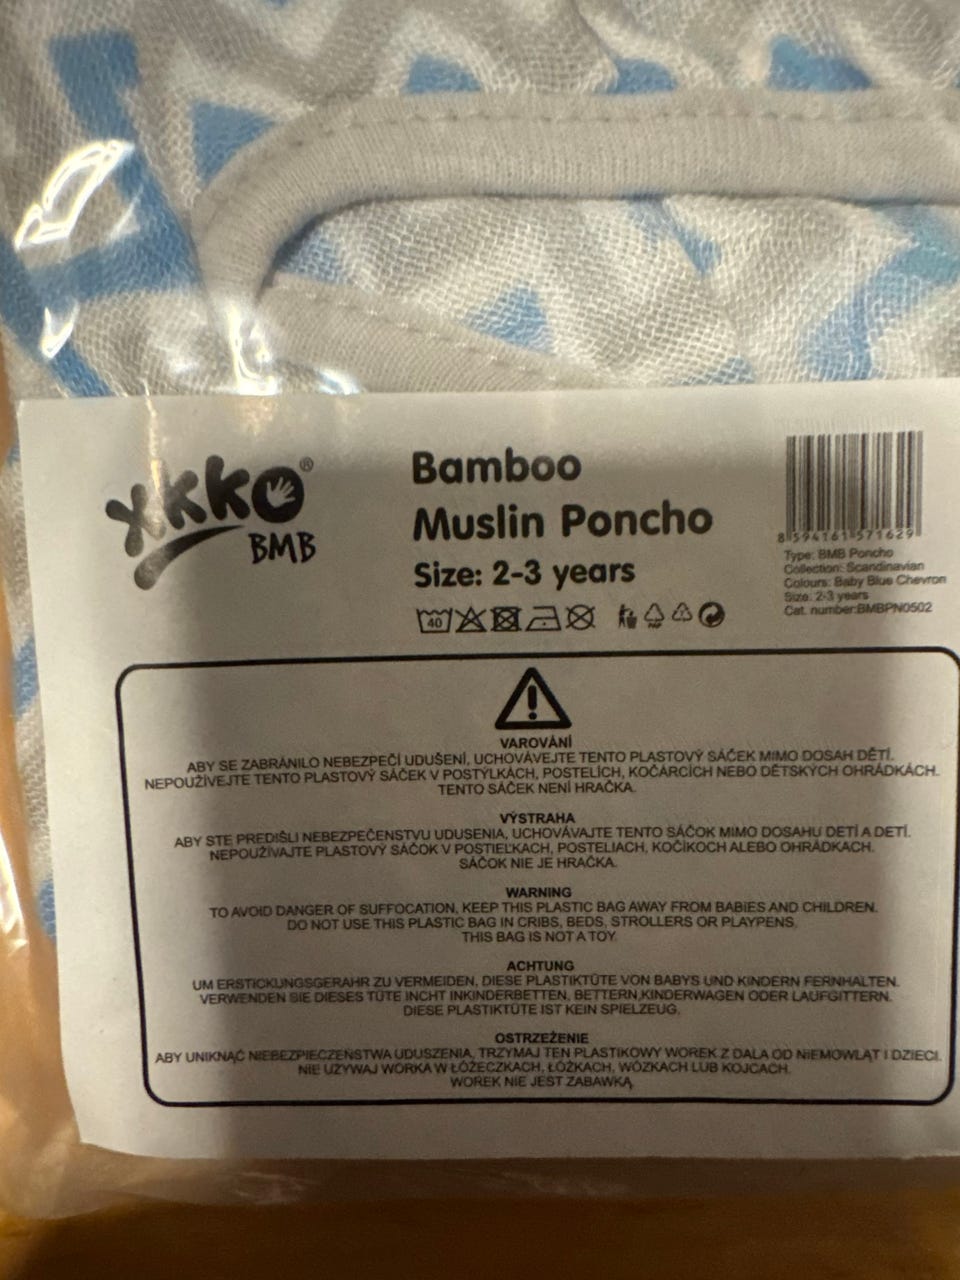 XKKO®
BMB
Bamboo
Muslin Poncho
Size: 2-3 years
40
PAP
8 594161 571629
Type: BMB Poncho
Collection: Scandinavian
Colours: Baby Blue Chevron
Size: 2-3 years
Cat. number:BMBPN0502
VAROVÁNÍ
ABY SE ZABRÁNILO NEBEZPEČÍ UDUŠENÍ, UCHOVÁVEJTE TENTO PLASTOVÝ SÁČEK MIMO DOSAH DĚTÍ.
NEPOUŽÍVEJTE TENTO PLASTOVÝ SÁČEK V POSTÝLKÁCH, POSTELÍCH, KOČÁRCÍCH NEBO DĚTSKÝCH OHRÁDKÁCH.
TENTO SÁČEK NENÍ HRAČKA.
VÝSTRAHA
ABY STE PREDIŠLI NEBEZPEČENSTVU UDUSENIA, UCHOVÁVAJTE TENTO SÁČOK MIMO DOSAHU DETÍ A DETÍ.
NEPOUŽÍVAJTE PLASTOVÝ SÁČOK V POSTIEĽKACH, POSTELIACH, KOČÍKOCH ALEBO OHRÁDKACH.
SÁČOK NIE JE HRAČKA.
WARNING
TO AVOID DANGER OF SUFFOCATION, KEEP THIS PLASTIC BAG AWAY FROM BABIES AND CHILDREN.
DO NOT USE THIS PLASTIC BAG IN CRIBS, BEDS, STROLLERS OR PLAYPENS.
THIS BAG IS NOT A TOY.
ACHTUNG
UM ERSTICKUNGSGERAHR ZU VERMEIDEN, DIESE PLASTIKTÜTE VON BABYS UND KINDERN FERNHALTEN.
VERWENDEN SIE DIESES TÜTE INCHT INKINDERBETTEN, BETTERN,KINDERWAGEN ODER LAUFGITTERN.
DIESE PLASTIKTÜTE IST KEIN SPIELZEUG.
OSTRZEŻENIE
ABY UNIKNĄĆ NIEBEZPIECZEŃSTWA UDUSZENIA, TRZYMAJ TEN PLASTIKOWY WOREK Z DALA OD NIEMOWLĄT I DZIECI.
NIE UŻYWAJ WORKA W ŁÓŻECZKACH, ŁÓŻKACH, WÓZKACH LUB KOJCACH.
WOREK NIE JEST ZABAWKĄ.